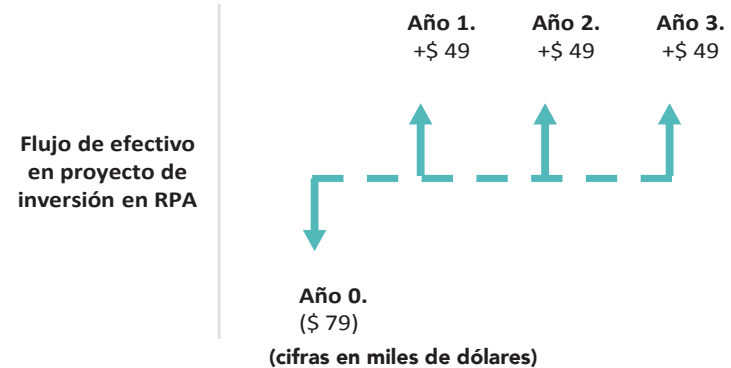 Año 1.
+$ 49
Año 2.
+$ 49
Año 3.
+$ 49
Flujo de efectivo
en proyecto de
inversión en RPA
Año 0.
($ 79)
(cifras en miles de dólares)